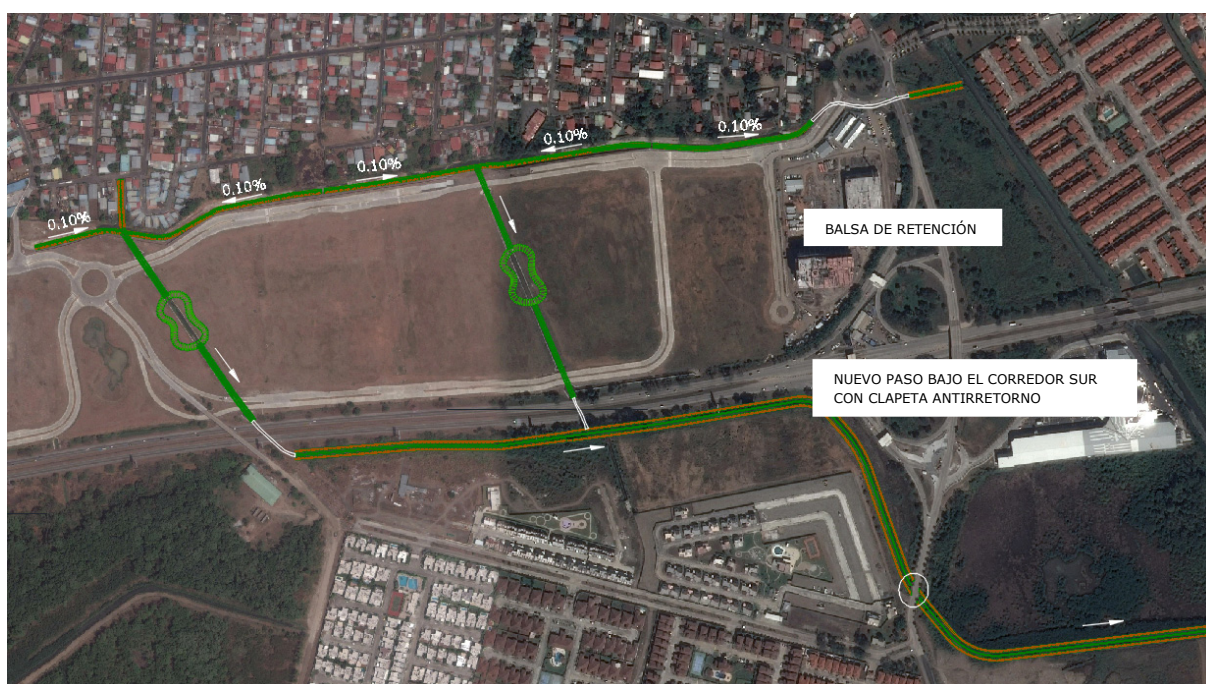 0.10%
0.10%
0.10%
0.10%
0.10%
BALSA DE RETENCIÓN
NUEVO PASO BAJO EL CORREDOR SUR
CON CLAPETA ANTIRRETORNO